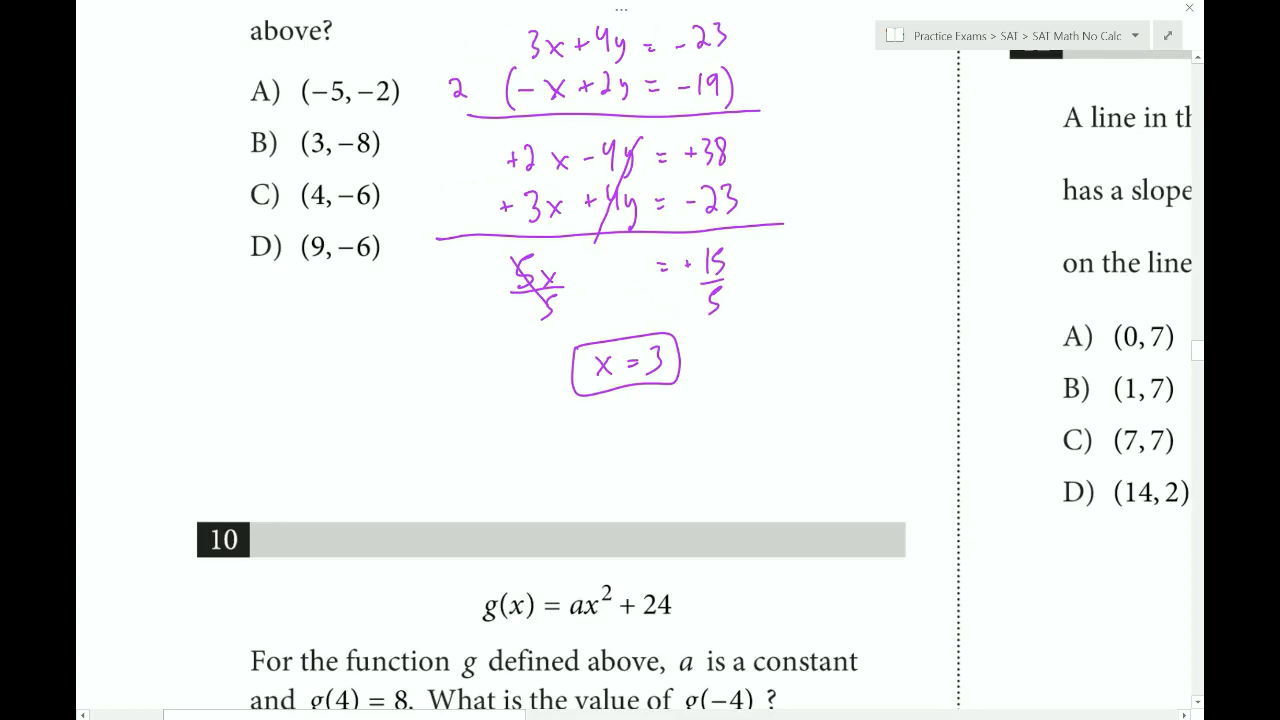 above?
A) (−5, −2)
B) (3, −8)
C) (4, −6)
D) (9, −6)
3x + 4y = -23
2 (-x + 2y = -19)
+2x - 4y = +38
+ 3x + 4y = -23
5x/5 = +15/5
x = 3
10
g(x) = ax² + 24
For the function g defined above, a is a constant
and g(4) = 8. What is the value of g(−4) ?
Practice Exams > SAT > SAT Math No Calc
A line in th
has a slope
on the line
A) (0, 7)
B) (1, 7)
C) (7, 7)
D) (14, 2)